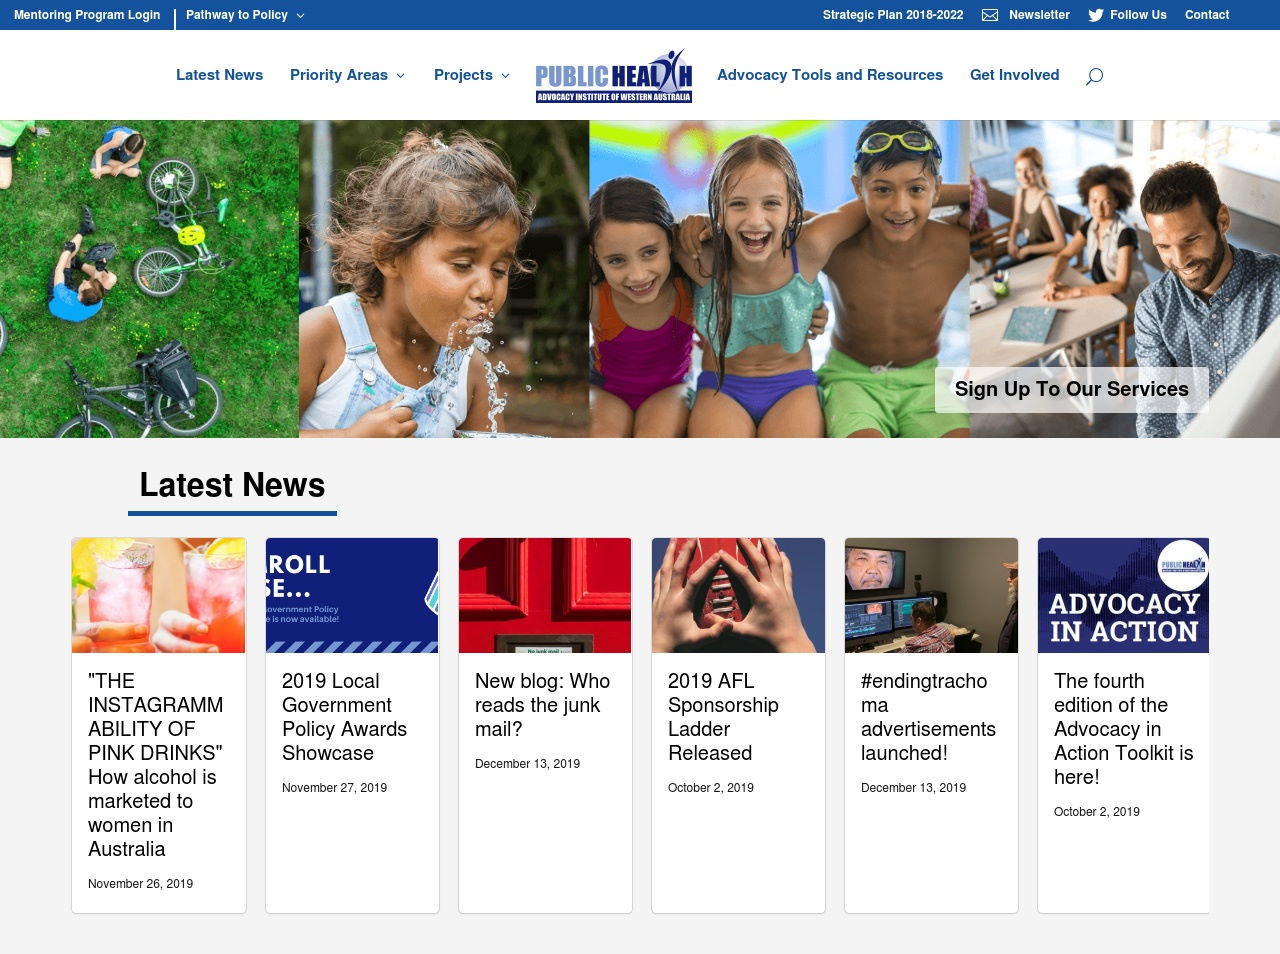 Mentoring Program Login
Pathway to Policy
Strategic Plan 2018-2022
Newsletter
Follow Us
Contact
Latest News
Priority Areas
Projects
PUBLIC HEALTH
ADVOCACY INSTITUTE OF WESTERN AUSTRALIA
Advocacy Tools and Resources
Get Involved
Sign Up To Our Services
Latest News
"THE
INSTAGRAMM
ABILITY OF
PINK DRINKS"
How alcohol is
marketed to
women in
Australia
November 26, 2019
ROLL
SE...
overnment Policy
e is now available!
2019 Local
Government
Policy Awards
Showcase
November 27, 2019
No junk mail
New blog: Who
reads the junk
mail?
December 13, 2019
2019 AFL
Sponsorship
Ladder
Released
October 2, 2019
#endingtracho
ma
advertisements
launched!
December 13, 2019
PUBLIC HEALTH
ADVOCACY
IN ACTION
The fourth
edition of the
Advocacy in
Action Toolkit is
here!
October 2, 2019